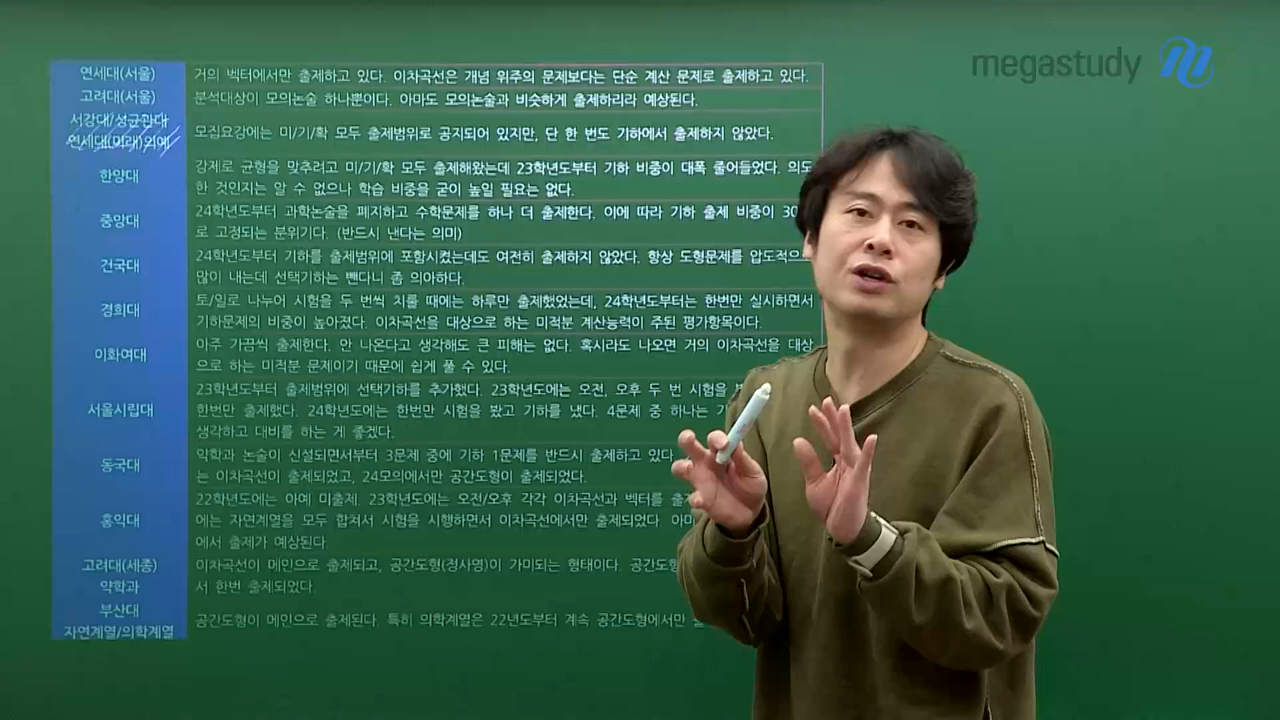 megastudy
연세대(서울) 거의 벡터에서만 출제하고 있다. 이차곡선은 개념 위주의 문제보다는 단순 계산 문제로 출제하고 있다.
고려대(서울) 분석대상이 모의논술 하나뿐이다. 아마도 모의논술과 비슷하게 출제하리라 예상된다.
서강대/성균관대
연세대(미래)외에
모집요강에는 미/기/확 모두 출제범위로 공지되어 있지만, 단 한 번도 기하에서 출제하지 않았다.
한양대
강제로 균형을 맞추려고 미/기/확 모두 출제해왔는데 23학년도부터 기하 비중이 대폭 줄어들었다. 의도
한 것인지는 알 수 없으나 학습 비중을 굳이 높일 필요는 없다.
중앙대
24학년도부터 과학논술을 폐지하고 수학문제를 하나 더 출제한다. 이에 따라 기하 출제 비중이 30
로 고정되는 분위기다. (반드시 낸다는 의미)
건국대
24학년도부터 기하를 출제범위에 포함시켰는데도 여전히 출제하지 않았다. 항상 도형문제를 압도적으
많이 내는데 선택기하는 뺀다니 좀 의아하다.
경희대
토/일로 나누어 시험을 두 번씩 치룰 때에는 하루만 출제했었는데, 24학년도부터는 한번만 실시하면서
기하문제의 비중이 높아졌다. 이차곡선을 대상으로 하는 미적분 계산능력이 주된 평가항목이다.
이화여대
아주 가끔씩 출제한다. 안 나온다고 생각해도 큰 피해는 없다. 혹시라도 나오면 거의 이차곡선을 대상
으로 하는 미적분 문제이기 때문에 쉽게 풀 수 있다.
서울시립대
23학년도부터 출제범위에 선택기하를 추가했다. 23학년도에는 오전, 오후 두 번 시험을
한번만 출제했다. 24학년도에는 한번만 시험을 봤고 기하를 냈다. 4문제 중 하나는
생각하고 대비를 하는 게 좋겠다.
동국대
약학과 논술이 신설되면서부터 3문제 중에 기하 1문제를 반드시 출제하고 있다
는 이차곡선이 출제되었고, 24모의에서만 공간도형이 출제되었다.
홍익대
22학년도에는 아예 미출제. 23학년도에는 오전/오후 각각 이차곡선과 벡터를
에는 자연계열을 모두 합쳐서 시험을 시행하면서 이차곡선에서만 출제되었다.
에서 출제가 예상된다.
고려대(세종)
약학과
이차곡선이 메인으로 출제되고, 공간도형(정사영)이 가미되는 형태이다. 공간도형
서 한번 출제되었다.
부산대
자연계열/의학계열
공간도형이 메인으로 출제된다. 특히 의학계열은 22년도부터 계속 공간도형에서만